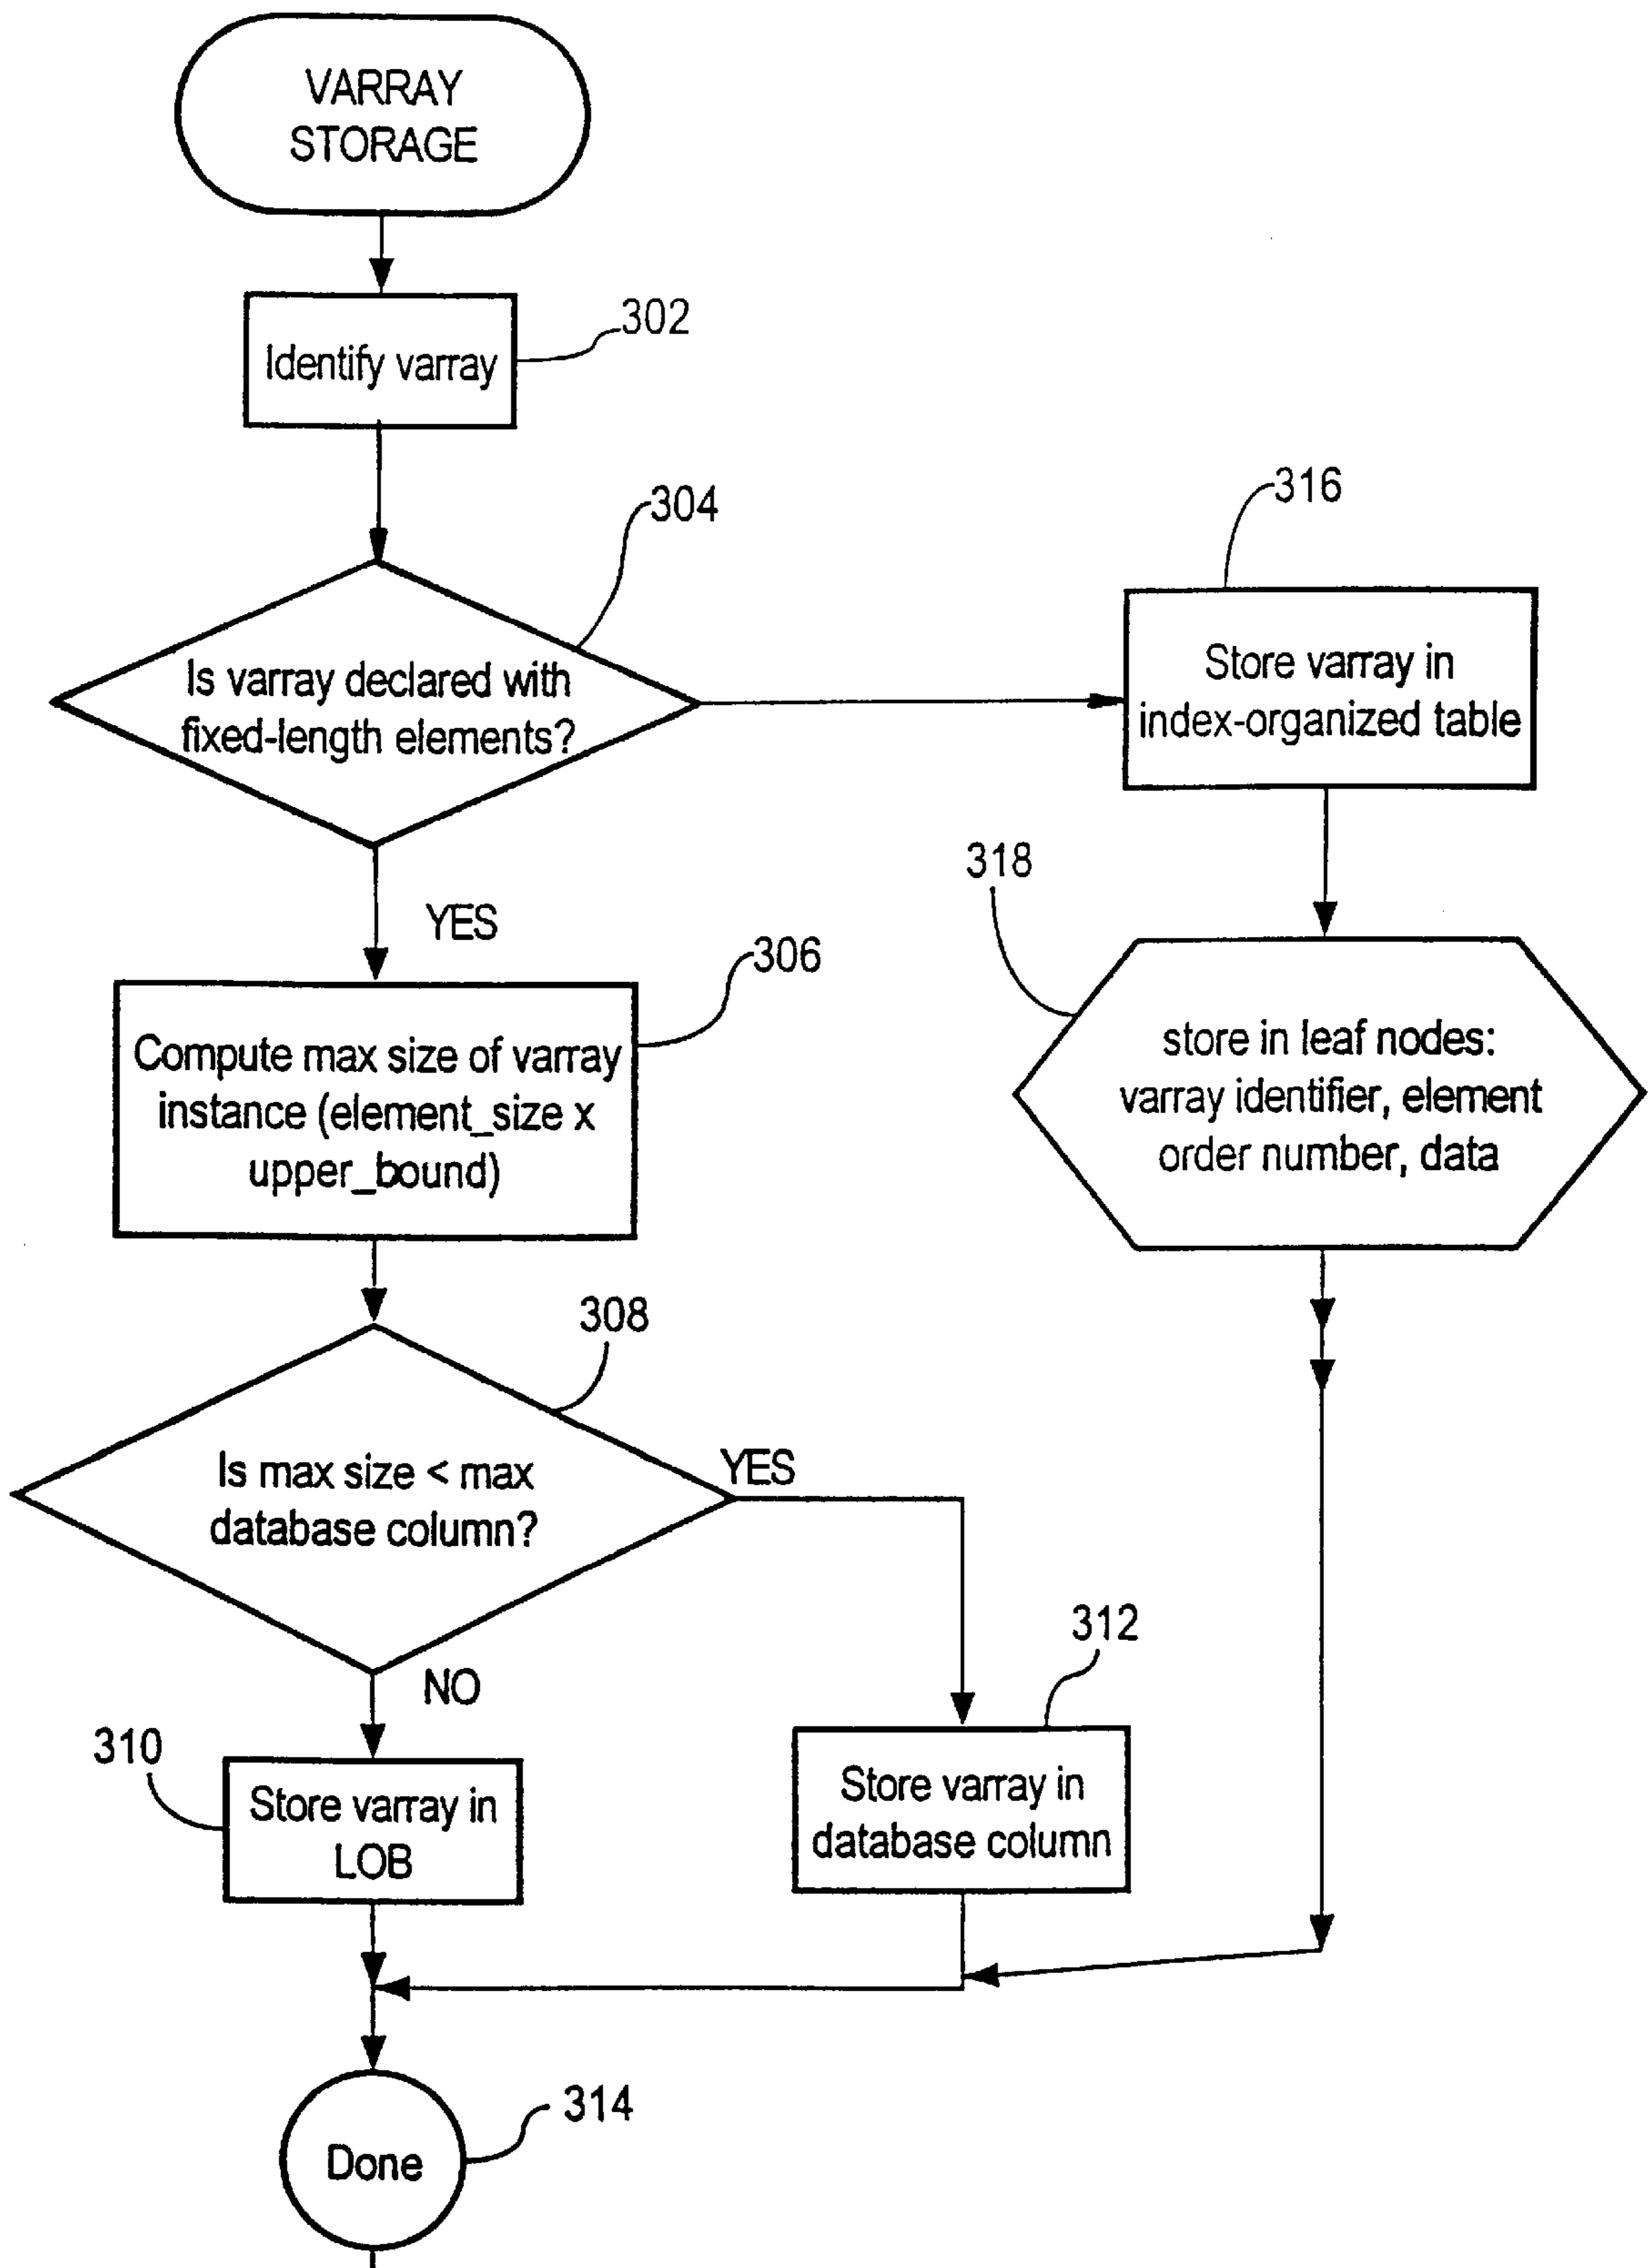 VARRAY
STORAGE
302
Identify varray
304
316
Is varray declared with
fixed-length elements?
Store varray in
index-organized table
318
YES
306
Compute max size of varray
instance (element_size x
upper_bound)
store in leaf nodes:
varray identifier, element
order number, data
308
Is max size < max
database column?
YES
312
NO
310
Store varray in
LOB
Store varray in
database column
314
Done